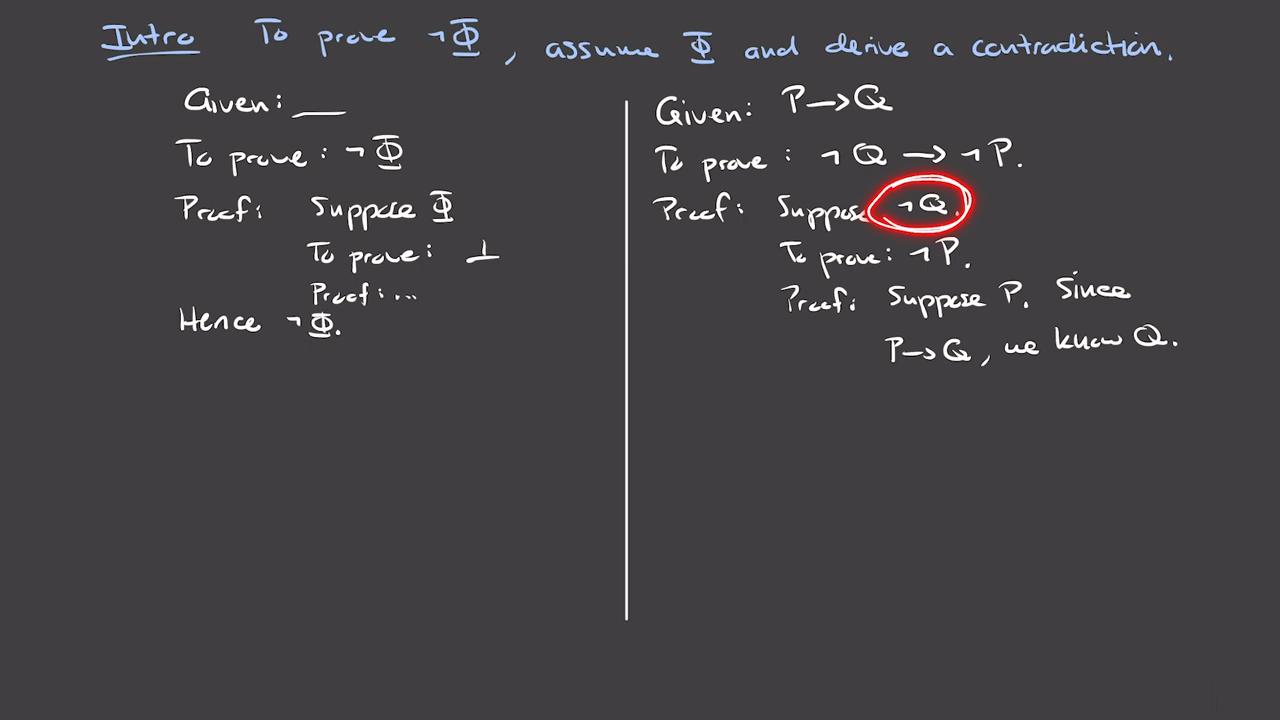 Intro To prove ¬Φ, assume Φ and derive a contradiction.
Given: __
To prove: ¬Φ
Proof: Suppose Φ
To prove: ⊥
Proof:...
Hence ¬Φ.
Given: P→Q
To prove: ¬Q → ¬P.
Proof: Suppose ¬Q.
To prove: ¬P.
Proof: Suppose P. Since
P→Q, we know Q.